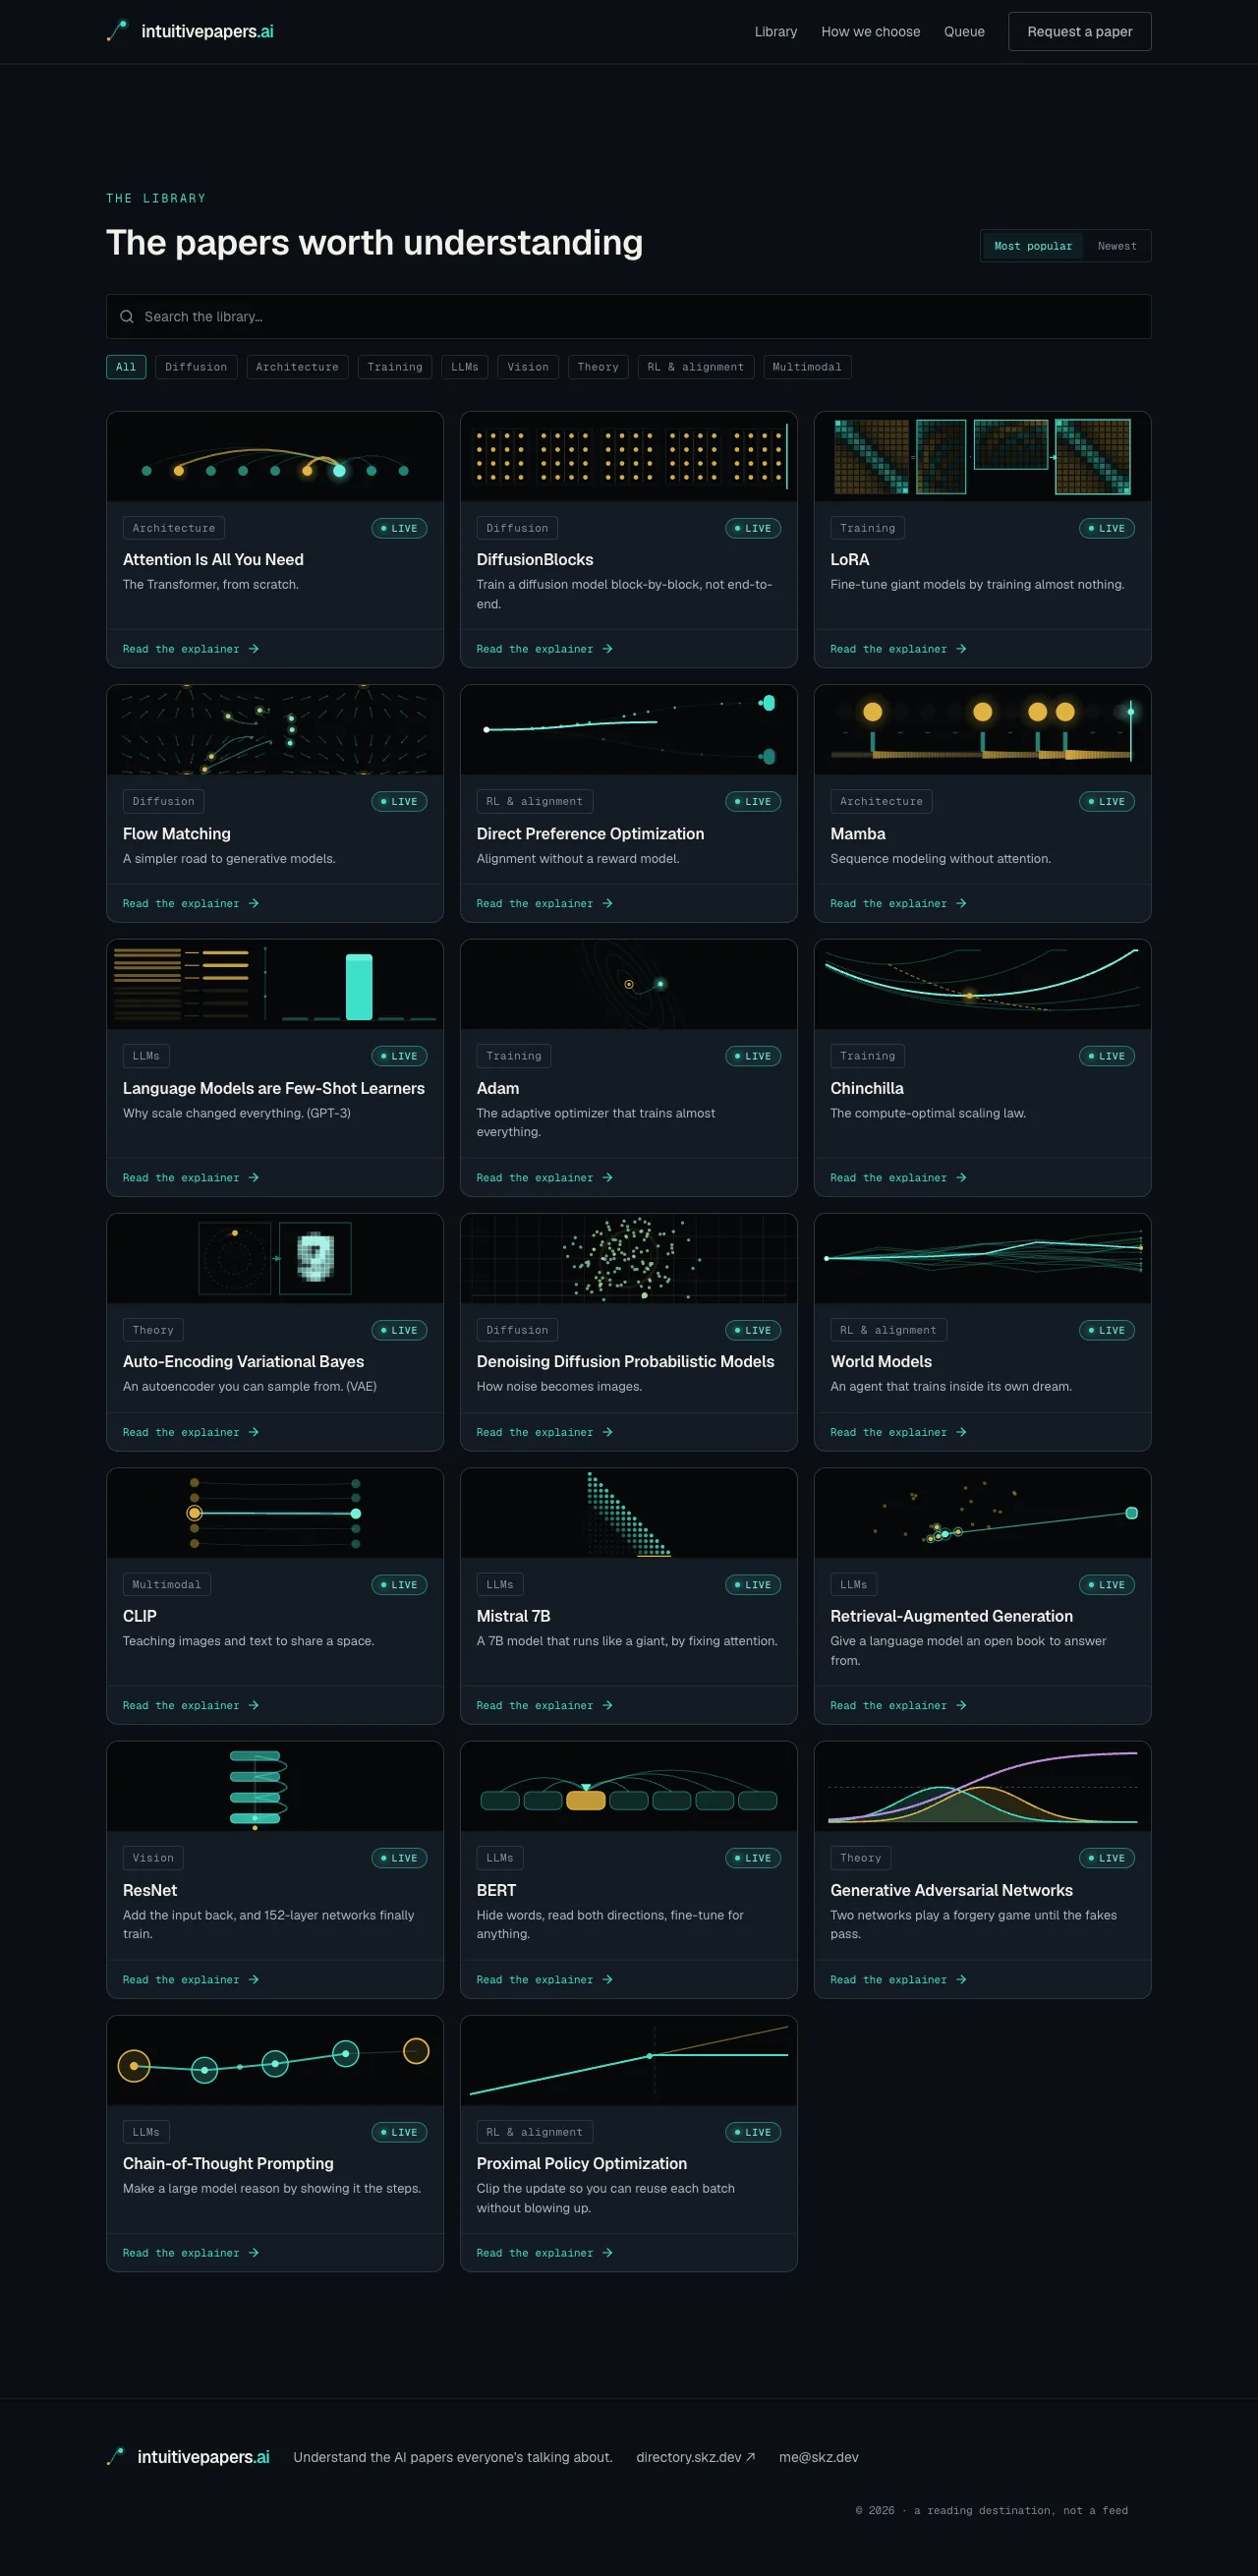 intuitivepapers.ai
Library
How we choose
Queue
Request a paper
THE LIBRARY
The papers worth understanding
Most popular
Newest
Search the library…
All
Diffusion
Architecture
Training
LLMs
Vision
Theory
RL & alignment
Multimodal
Architecture
LIVE
Attention Is All You Need
The Transformer, from scratch.
Read the explainer →
Diffusion
LIVE
DiffusionBlocks
Train a diffusion model block-by-block, not end-to-
end.
Read the explainer →
Training
LIVE
LoRA
Fine-tune giant models by training almost nothing.
Read the explainer →
Diffusion
LIVE
Flow Matching
A simpler road to generative models.
Read the explainer →
RL & alignment
LIVE
Direct Preference Optimization
Alignment without a reward model.
Read the explainer →
Architecture
LIVE
Mamba
Sequence modeling without attention.
Read the explainer →
LLMs
LIVE
Language Models are Few-Shot Learners
Why scale changed everything. (GPT-3)
Read the explainer →
Training
LIVE
Adam
The adaptive optimizer that trains almost
everything.
Read the explainer →
Training
LIVE
Chinchilla
The compute-optimal scaling law.
Read the explainer →
Theory
LIVE
Auto-Encoding Variational Bayes
An autoencoder you can sample from. (VAE)
Read the explainer →
Diffusion
LIVE
Denoising Diffusion Probabilistic Models
How noise becomes images.
Read the explainer →
RL & alignment
LIVE
World Models
An agent that trains inside its own dream.
Read the explainer →
Multimodal
LIVE
CLIP
Teaching images and text to share a space.
Read the explainer →
LLMs
LIVE
Mistral 7B
A 7B model that runs like a giant, by fixing attention.
Read the explainer →
LLMs
LIVE
Retrieval-Augmented Generation
Give a language model an open book to answer
from.
Read the explainer →
Vision
LIVE
ResNet
Add the input back, and 152-layer networks finally
train.
Read the explainer →
LLMs
LIVE
BERT
Hide words, read both directions, fine-tune for
anything.
Read the explainer →
Theory
LIVE
Generative Adversarial Networks
Two networks play a forgery game until the fakes
pass.
Read the explainer →
LLMs
LIVE
Chain-of-Thought Prompting
Make a large model reason by showing it the steps.
Read the explainer →
RL & alignment
LIVE
Proximal Policy Optimization
Clip the update so you can reuse each batch
without blowing up.
Read the explainer →
intuitivepapers.ai
Understand the AI papers everyone's talking about.
directory.skz.dev ↗
me@skz.dev
© 2026 · a reading destination, not a feed